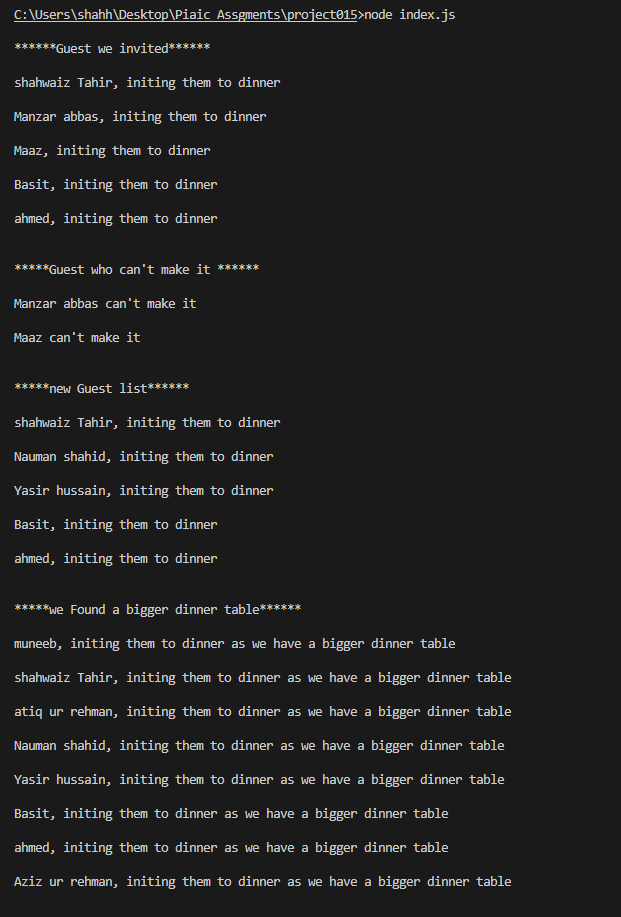 C:\Users\shahh\Desktop\Piaic Assgments\project015>node index.js
******Guest we invited******
shahwaiz Tahir, initing them to dinner
Manzar abbas, initing them to dinner
Maaz, initing them to dinner
Basit, initing them to dinner
ahmed, initing them to dinner
*****Guest who can't make it ******
Manzar abbas can't make it
Maaz can't make it
*****new Guest list******
shahwaiz Tahir, initing them to dinner
Nauman shahid, initing them to dinner
Yasir hussain, initing them to dinner
Basit, initing them to dinner
ahmed, initing them to dinner
*****we Found a bigger dinner table******
muneeb, initing them to dinner as we have a bigger dinner table
shahwaiz Tahir, initing them to dinner as we have a bigger dinner table
atiq ur rehman, initing them to dinner as we have a bigger dinner table
Nauman shahid, initing them to dinner as we have a bigger dinner table
Yasir hussain, initing them to dinner as we have a bigger dinner table
Basit, initing them to dinner as we have a bigger dinner table
ahmed, initing them to dinner as we have a bigger dinner table
Aziz ur rehman, initing them to dinner as we have a bigger dinner table